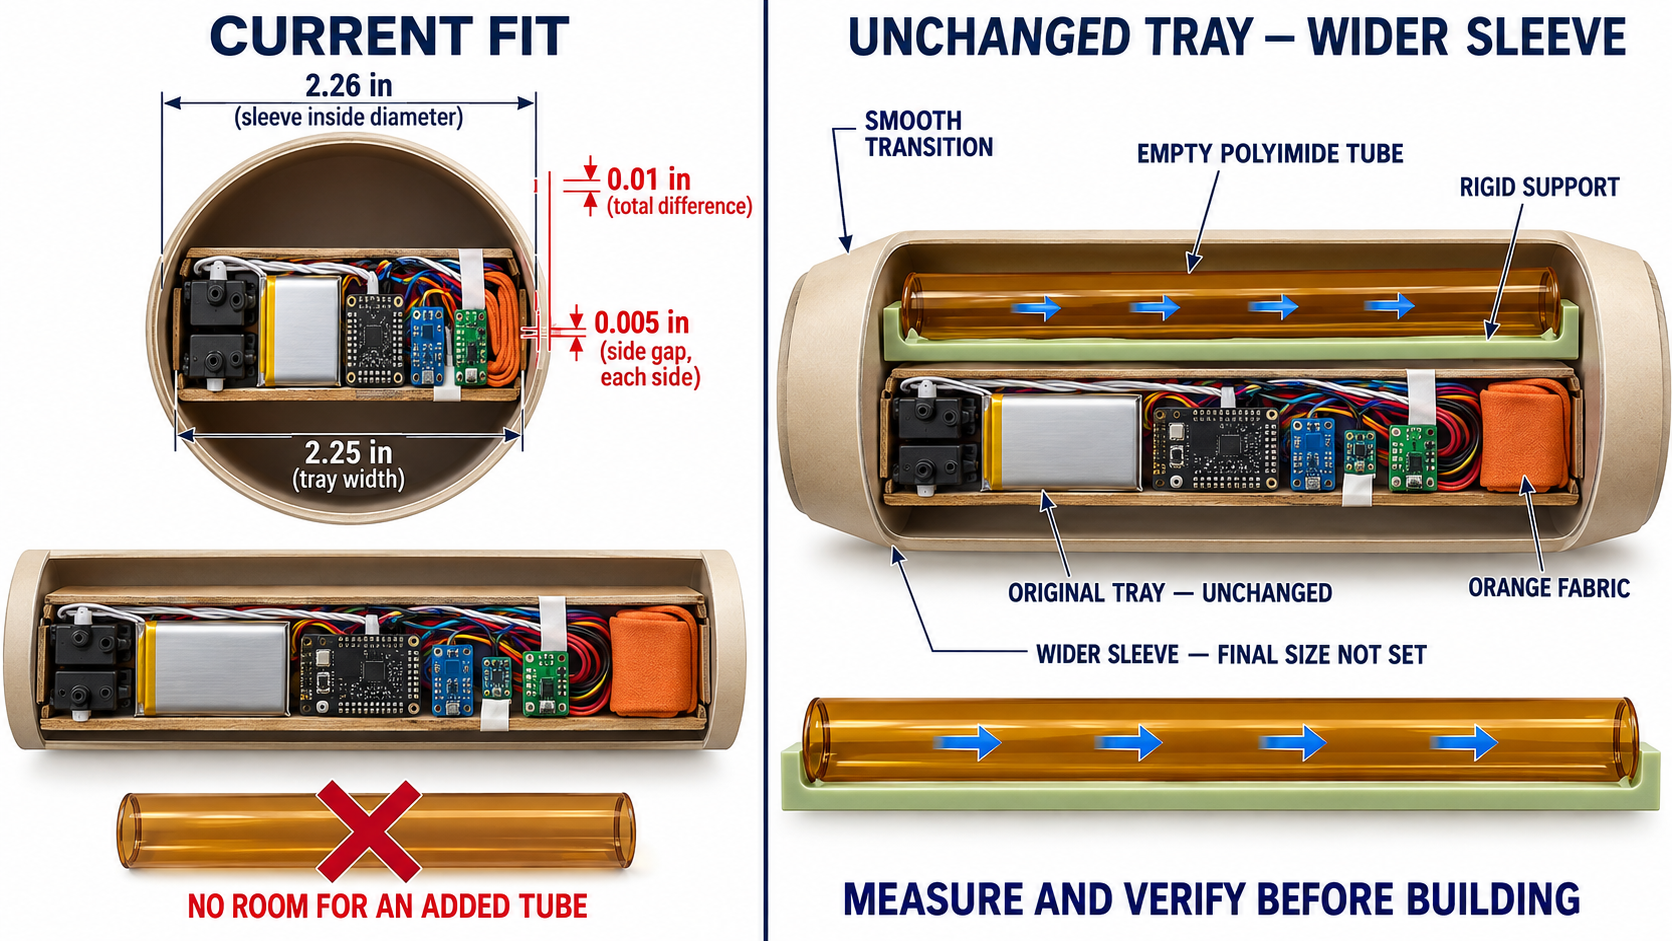 CURRENT FIT
2.26 in
(sleeve inside diameter)
0.01 in
(total difference)
0.005 in
(side gap,
each side)
2.25 in
(tray width)
NO ROOM FOR AN ADDED TUBE
UNCHANGED TRAY — WIDER SLEEVE
SMOOTH
TRANSITION
EMPTY POLYIMIDE TUBE
RIGID SUPPORT
ORIGINAL TRAY — UNCHANGED
ORANGE FABRIC
WIDER SLEEVE — FINAL SIZE NOT SET
MEASURE AND VERIFY BEFORE BUILDING